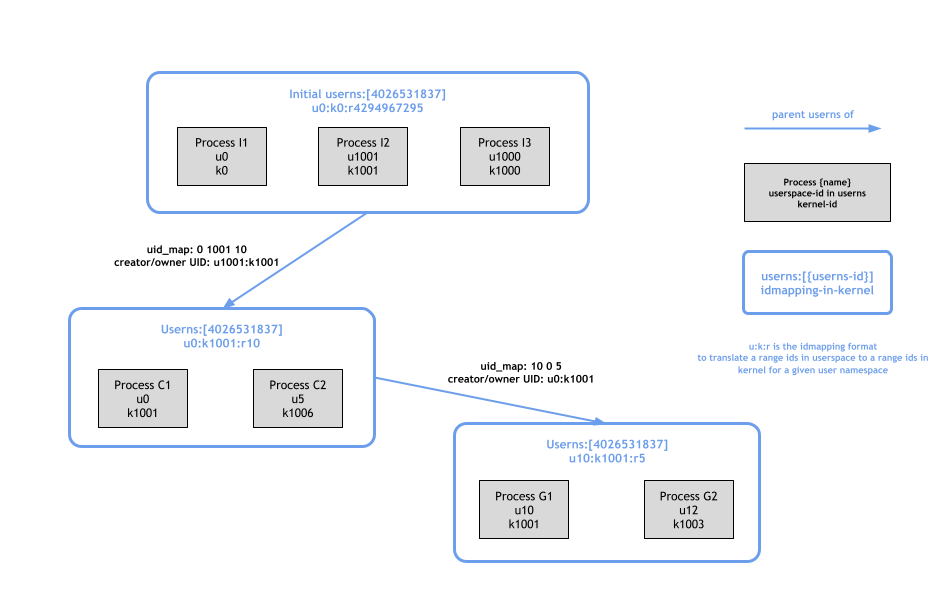 Initial userns:[4026531837]
u0:k0:r4294967295
Process I1
u0
k0
Process I2
u1001
k1001
Process I3
u1000
k1000
parent userns of
Process {name}
userspace-id in userns
kernel-id
uid_map: 0 1001 10
creator/owner UID: u1001:k1001
userns:[{userns-id}]
idmapping-in-kernel
Userns:[4026531837]
u0:k1001:r10
Process C1
u0
k1001
Process C2
u5
k1006
u:k:r is the idmapping format
to translate a range ids in userspace to a range ids in
kernel for a given user namespace
uid_map: 10 0 5
creator/owner UID: u0:k1001
Userns:[4026531837]
u10:k1001:r5
Process G1
u10
k1001
Process G2
u12
k1003